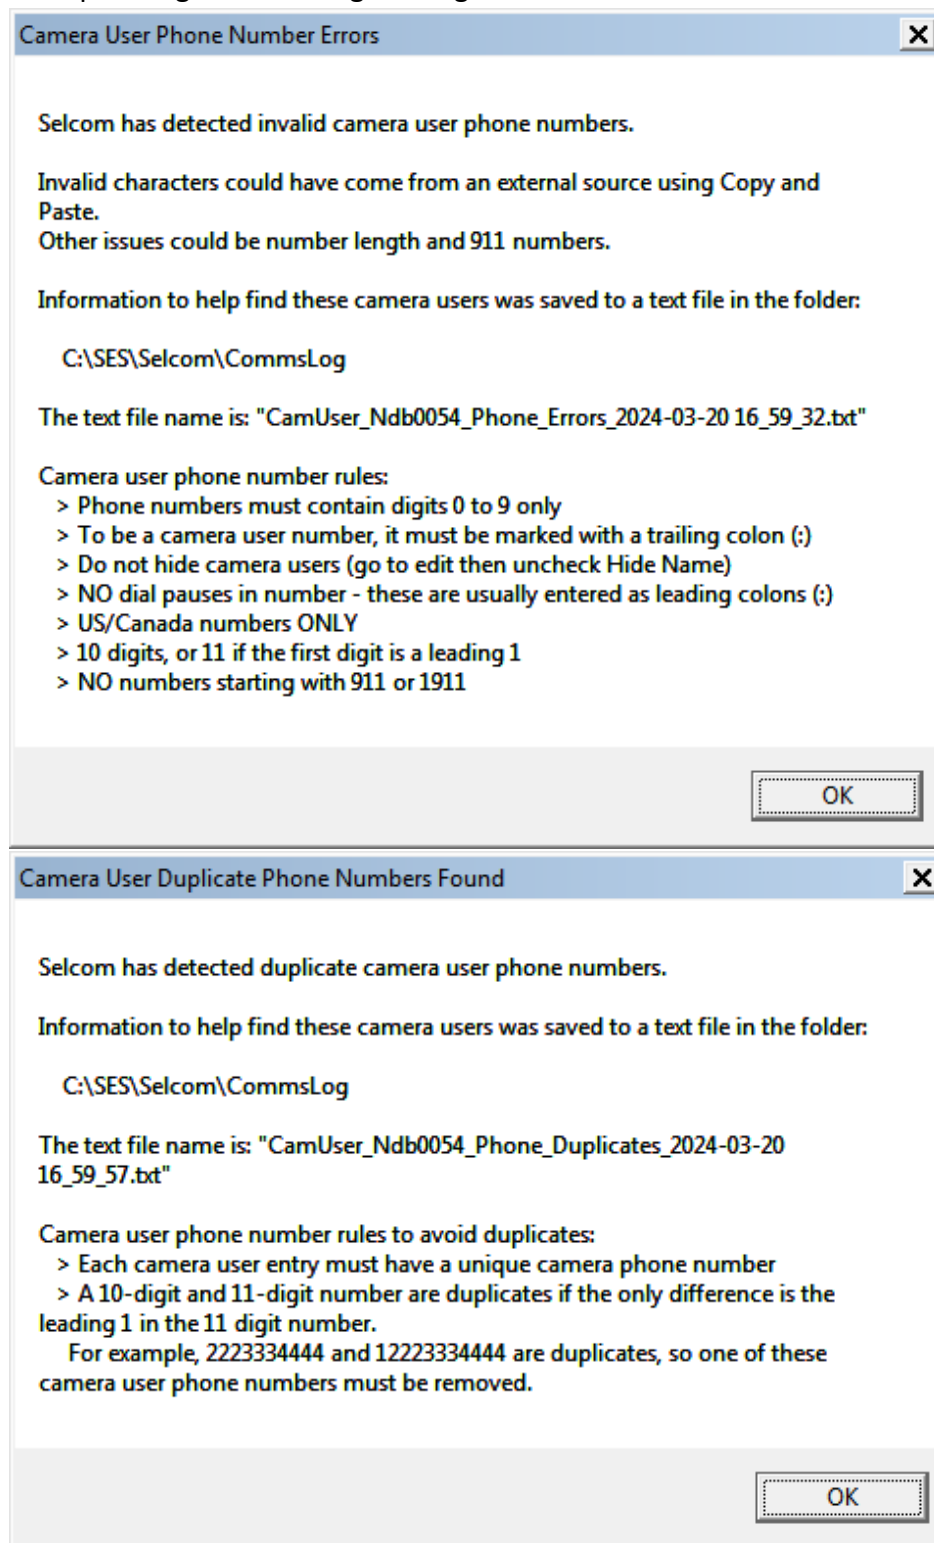 Camera User Phone Number Errors
Selcom has detected invalid camera user phone numbers.
Invalid characters could have come from an external source using Copy and
Paste.
Other issues could be number length and 911 numbers.
Information to help find these camera users was saved to a text file in the folder:
C:\SES\Selcom\CommsLog
The text file name is: "CamUser_Ndb0054_Phone_Errors_2024-03-20 16_59_32.txt"
Camera user phone number rules:
> Phone numbers must contain digits 0 to 9 only
> To be a camera user number, it must be marked with a trailing colon (:)
> Do not hide camera users (go to edit then uncheck Hide Name)
> NO dial pauses in number - these are usually entered as leading colons (:)
> US/Canada numbers ONLY
> 10 digits, or 11 if the first digit is a leading 1
> NO numbers starting with 911 or 1911
OK
Camera User Duplicate Phone Numbers Found
Selcom has detected duplicate camera user phone numbers.
Information to help find these camera users was saved to a text file in the folder:
C:\SES\Selcom\CommsLog
The text file name is: "CamUser_Ndb0054_Phone_Duplicates_2024-03-20
16_59_57.txt"
Camera user phone number rules to avoid duplicates:
> Each camera user entry must have a unique camera phone number
> A 10-digit and 11-digit number are duplicates if the only difference is the
leading 1 in the 11 digit number.
For example, 2223334444 and 12223334444 are duplicates, so one of these
camera user phone numbers must be removed.
OK